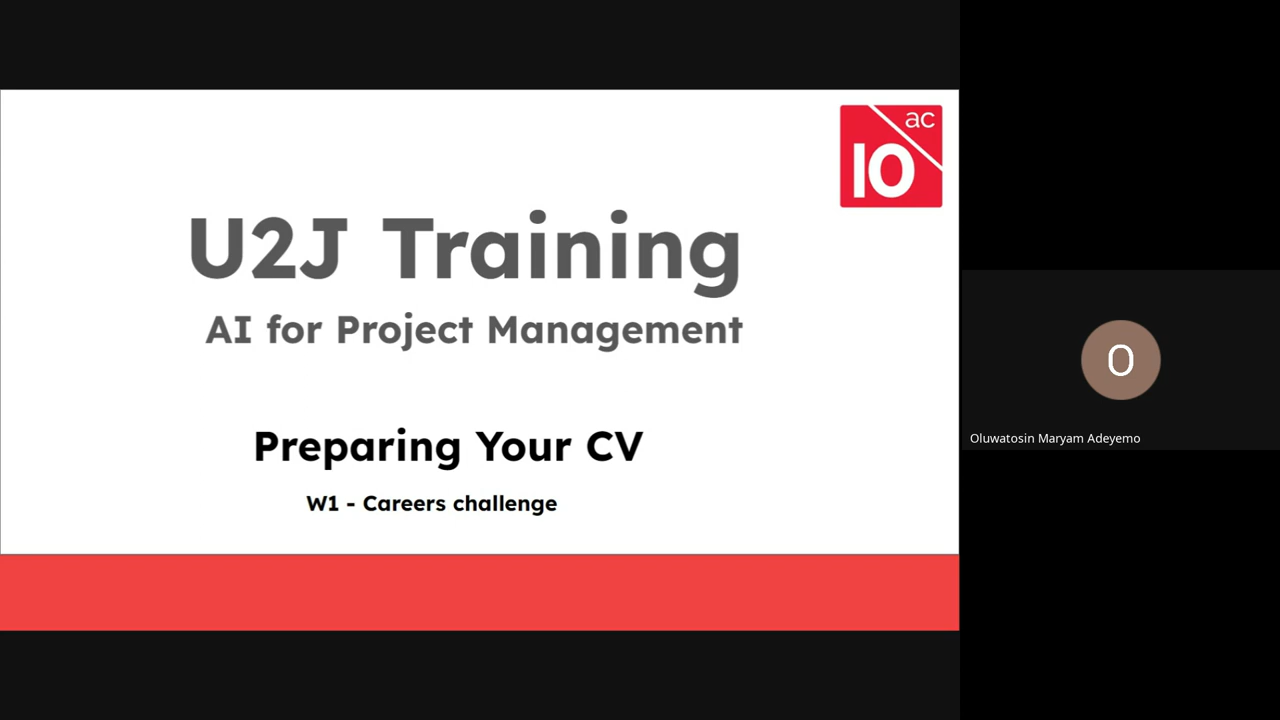 ac
10
U2J Training
AI for Project Management
Preparing Your CV
W1 - Careers challenge
O
Oluwatosin Maryam Adeyemo